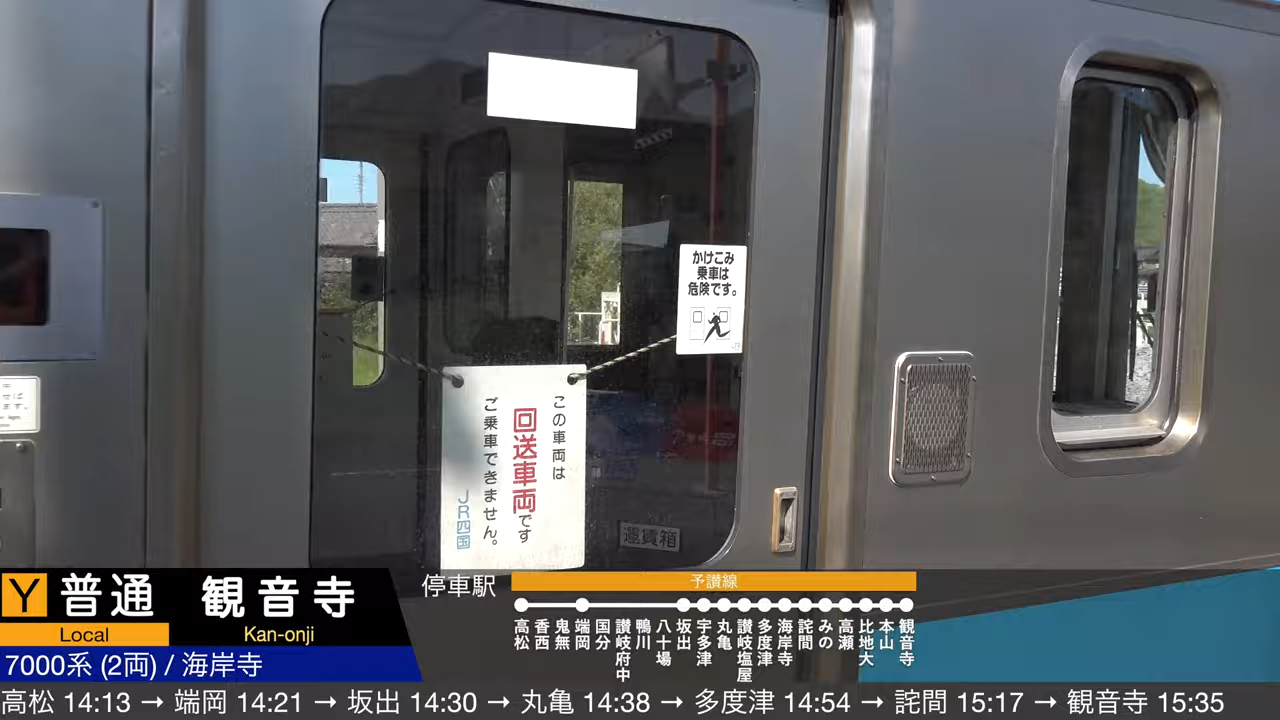 かけこみ
乗車は
危険です。
JR
この車両は
回送車両です
ご乗車できません。
JR四国
運賃箱
せば
ます。
Y 普通 観音寺
Local Kan-onji
7000系 (2両) / 海岸寺
停車駅
予讃線
高松
香西
鬼無
端岡
国分
讃岐府中
鴨川
八十場
坂出
宇多津
丸亀
讃岐塩屋
多度津
海岸寺
詫間
みの
高瀬
比地大
本山
観音寺
高松 14:13 → 端岡 14:21 → 坂出 14:30 → 丸亀 14:38 → 多度津 14:54 → 詫間 15:17 → 観音寺 15:35